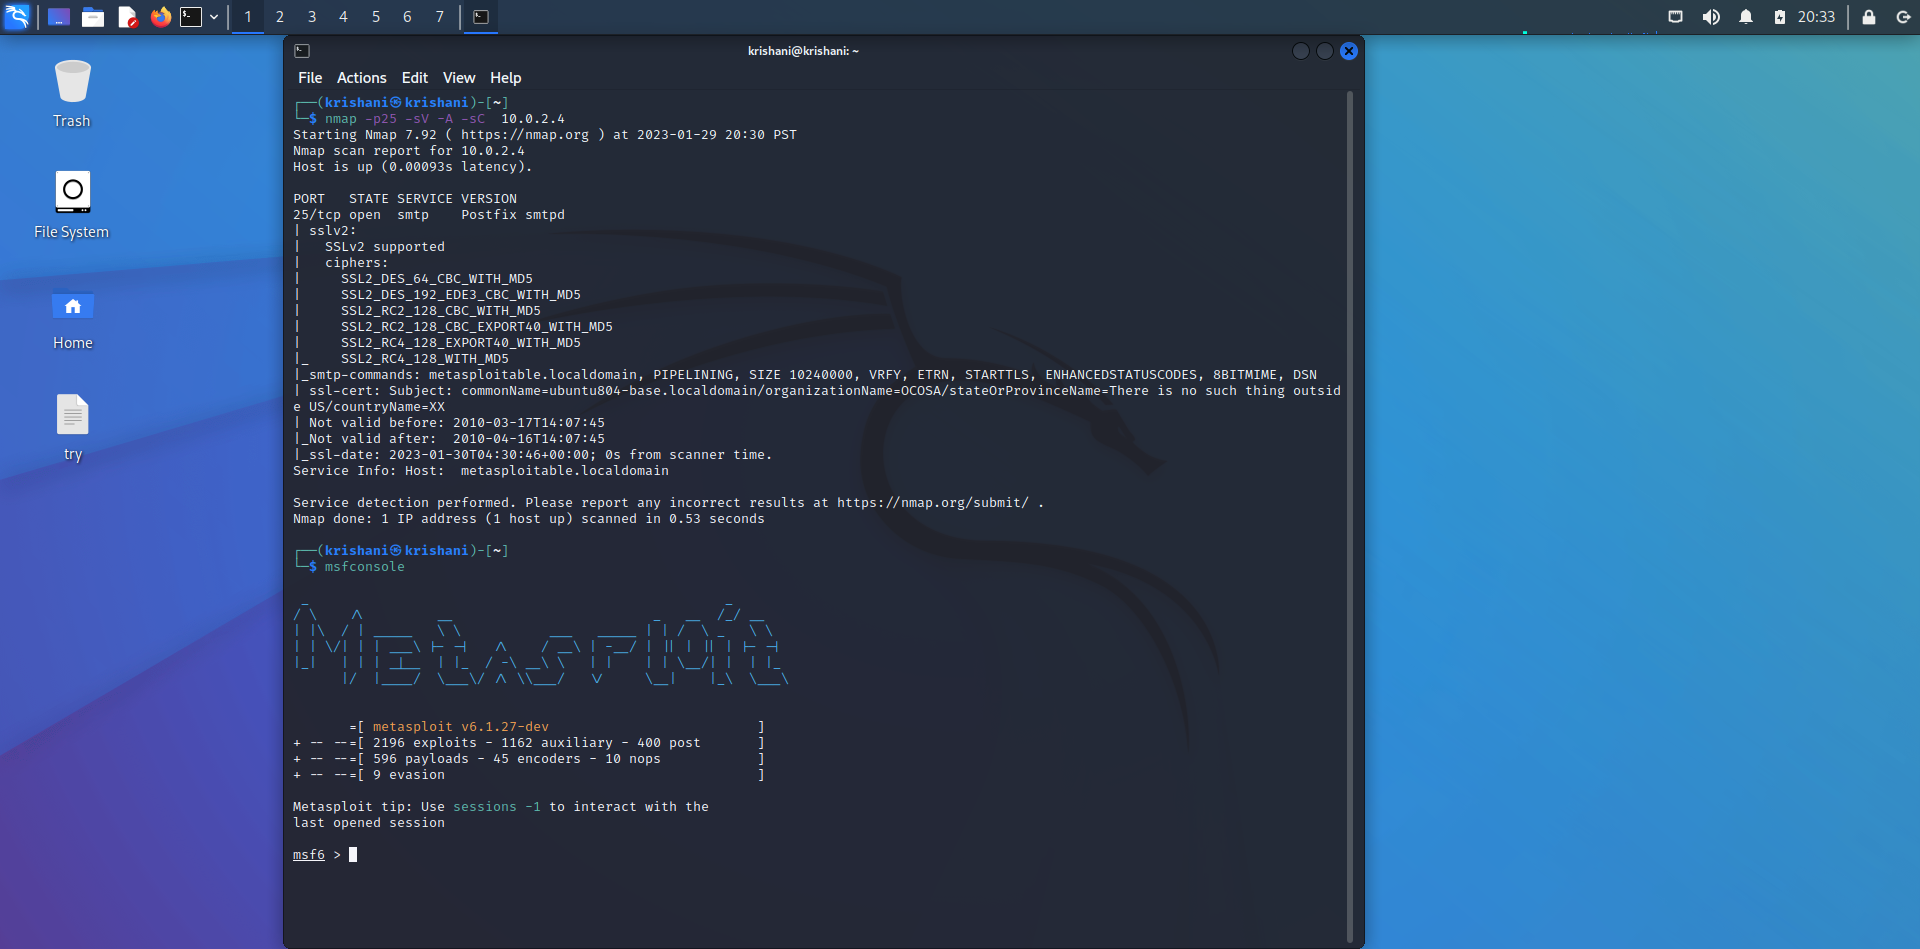 1 2 3 4 5 6 7
20:33
Trash
File System
Home
try
krishani@krishani: ~
File Actions Edit View Help
┌──(krishani㉿krishani)-[~]
└─$ nmap -p25 -sV -A -sC  10.0.2.4
Starting Nmap 7.92 ( https://nmap.org ) at 2023-01-29 20:30 PST
Nmap scan report for 10.0.2.4
Host is up (0.00093s latency).
PORT   STATE SERVICE VERSION
25/tcp open  smtp    Postfix smtpd
| sslv2:
|   SSLv2 supported
|   ciphers:
|     SSL2_DES_64_CBC_WITH_MD5
|     SSL2_DES_192_EDE3_CBC_WITH_MD5
|     SSL2_RC2_128_CBC_WITH_MD5
|     SSL2_RC2_128_CBC_EXPORT40_WITH_MD5
|     SSL2_RC4_128_EXPORT40_WITH_MD5
|_    SSL2_RC4_128_WITH_MD5
|_smtp-commands: metasploitable.localdomain, PIPELINING, SIZE 10240000, VRFY, ETRN, STARTTLS, ENHANCEDSTATUSCODES, 8BITMIME, DSN
| ssl-cert: Subject: commonName=ubuntu804-base.localdomain/organizationName=OCOSA/stateOrProvinceName=There is no such thing outsid
e US/countryName=XX
| Not valid before: 2010-03-17T14:07:45
|_Not valid after:  2010-04-16T14:07:45
|_ssl-date: 2023-01-30T04:30:46+00:00; 0s from scanner time.
Service Info: Host:  metasploitable.localdomain
Service detection performed. Please report any incorrect results at https://nmap.org/submit/ .
Nmap done: 1 IP address (1 host up) scanned in 0.53 seconds
┌──(krishani㉿krishani)-[~]
└─$ msfconsole
METASPLOIT
=[ metasploit v6.1.27-dev ]
+ -- --=[ 2196 exploits - 1162 auxiliary - 400 post ]
+ -- --=[ 596 payloads - 45 encoders - 10 nops ]
+ -- --=[ 9 evasion ]
Metasploit tip: Use sessions -1 to interact with the
last opened session
msf6 >